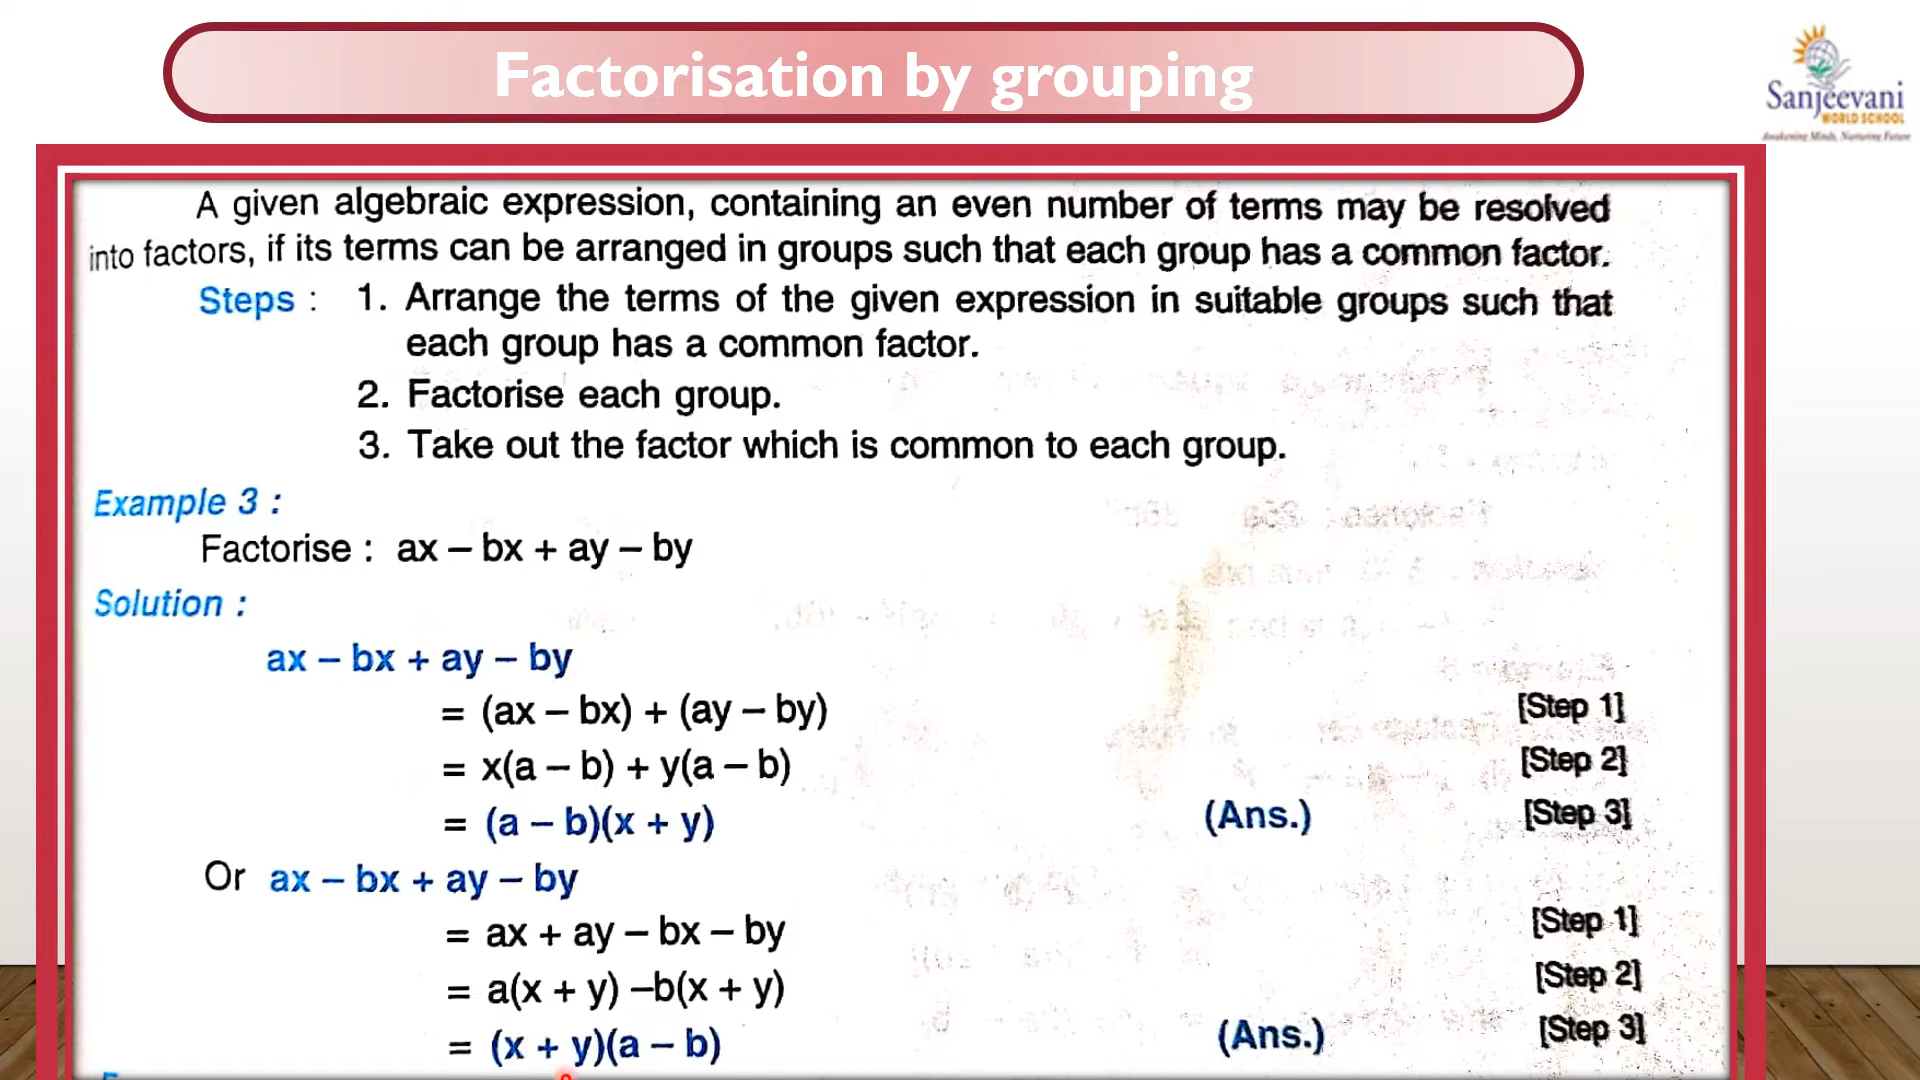 Factorisation by grouping
Sanjeevani
WORLD SCHOOL
Awakening Minds, Nurturing Future
A given algebraic expression, containing an even number of terms may be resolved
into factors, if its terms can be arranged in groups such that each group has a common factor.
Steps : 1. Arrange the terms of the given expression in suitable groups such that
each group has a common factor.
2. Factorise each group.
3. Take out the factor which is common to each group.
Example 3 :
Factorise : ax – bx + ay – by
Solution :
ax – bx + ay – by
= (ax – bx) + (ay – by) [Step 1]
= x(a – b) + y(a – b) [Step 2]
= (a – b)(x + y) (Ans.) [Step 3]
Or ax – bx + ay – by
= ax + ay – bx – by [Step 1]
= a(x + y) –b(x + y) [Step 2]
= (x + y)(a – b) (Ans.) [Step 3]